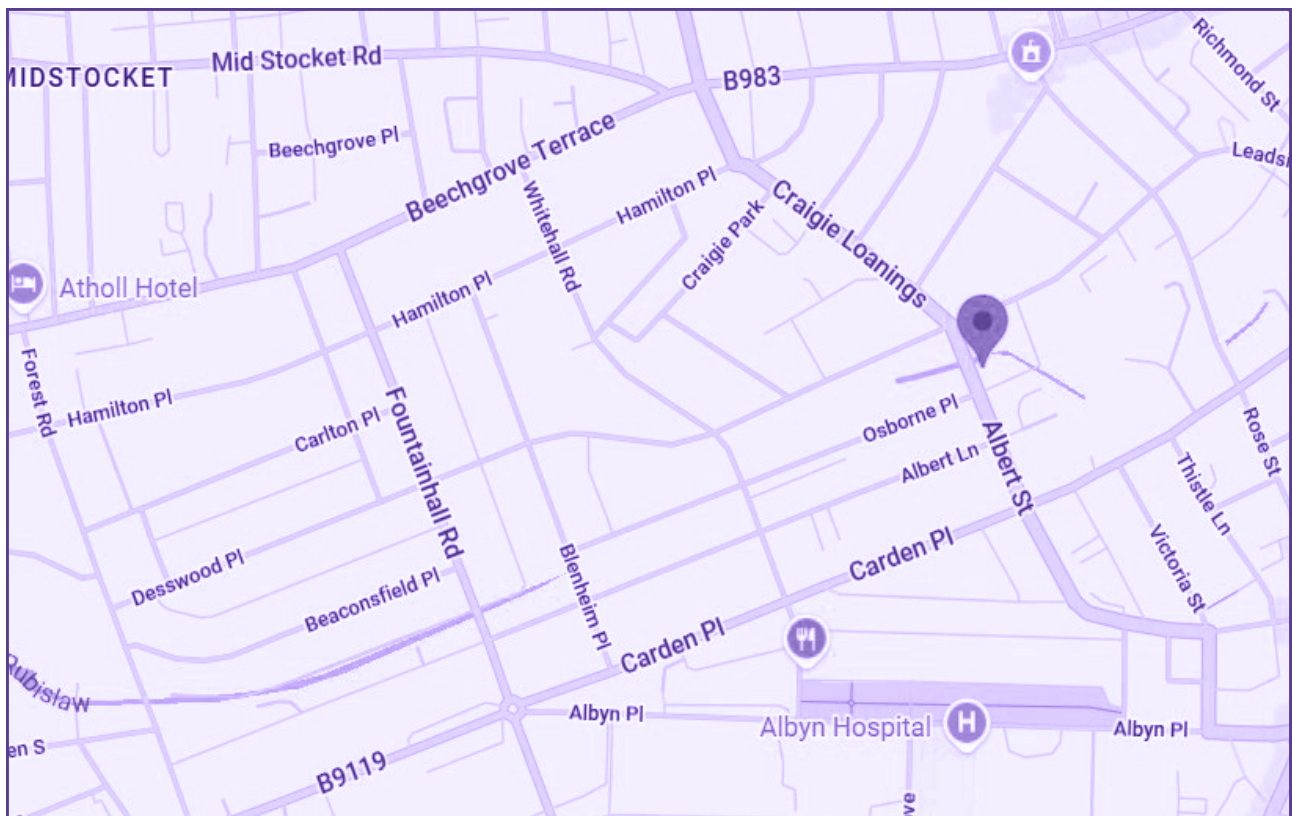 Richmond St
Mid Stocket Rd
MIDSTOCKET
B983
Beechgrove Pl
Beechgrove Terrace
Hamilton Pl
Whitehall Rd
Craigie Park
Craigie Loanings
Atholl Hotel
Hamilton Pl
Forest Rd
Hamilton Pl
Carlton Pl
Fountainhall Rd
Osborne Pl
Albert Ln
Albert St
Rose St
Thistle Ln
Victoria St
Carden Pl
Desswood Pl
Beaconsfield Pl
Blenheim Pl
Carden Pl
Rubislaw
Albyn Pl
Albyn Hospital
Albyn Pl
B9119